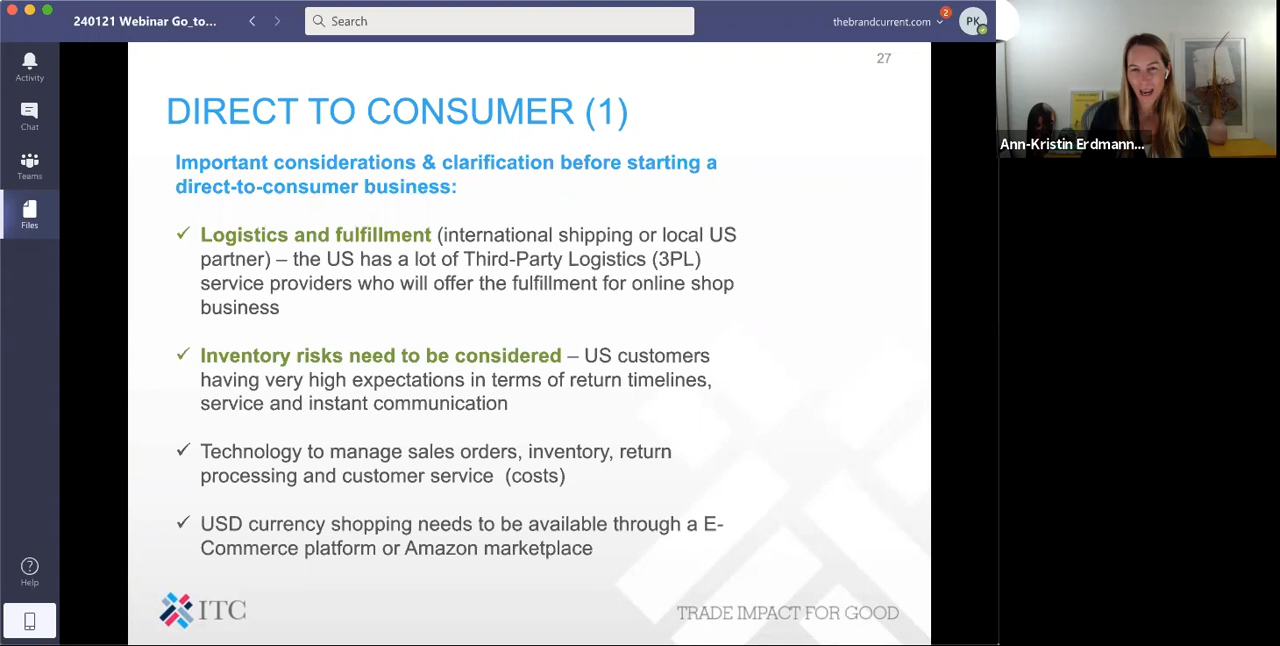 240121 Webinar Go_to...
Search
thebrandcurrent.com
2
PK
Activity
Chat
Teams
Files
Help
27
DIRECT TO CONSUMER (1)
Important considerations & clarification before starting a
direct-to-consumer business:
✓ Logistics and fulfillment (international shipping or local US
partner) – the US has a lot of Third-Party Logistics (3PL)
service providers who will offer the fulfillment for online shop
business
✓ Inventory risks need to be considered – US customers
having very high expectations in terms of return timelines,
service and instant communication
✓ Technology to manage sales orders, inventory, return
processing and customer service (costs)
✓ USD currency shopping needs to be available through a E-
Commerce platform or Amazon marketplace
ITC
TRADE IMPACT FOR GOOD
Ann-Kristin Erdmann...